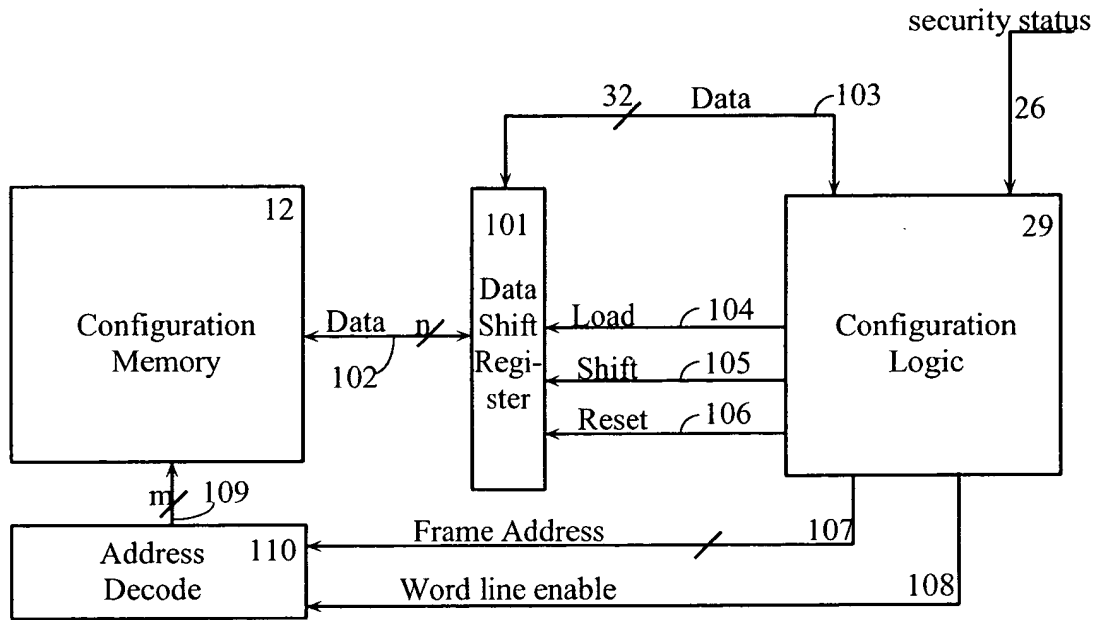 security status
32 Data 103
26
12
101
29
Data
Shift
Regi-
ster
Configuration
Memory
Data n
102
Load 104
Shift 105
Reset 106
Configuration
Logic
m 109
Address
Decode
110
Frame Address 107
Word line enable 108